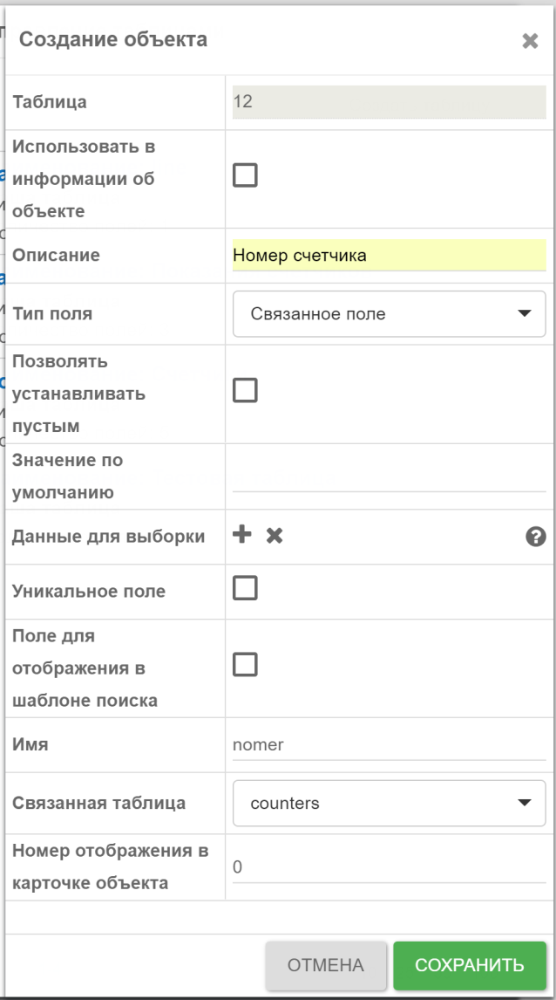 Создание объекта
Таблица
12
Использовать в
информации об
объекте
Описание
Номер счетчика
Тип поля
Связанное поле
Позволять
устанавливать
пустым
Значение по
умолчанию
Данные для выборки
Уникальное поле
Поле для
отображения в
шаблоне поиска
Имя
nomer
Связанная таблица
counters
Номер отображения в
карточке объекта
0
ОТМЕНА
СОХРАНИТЬ